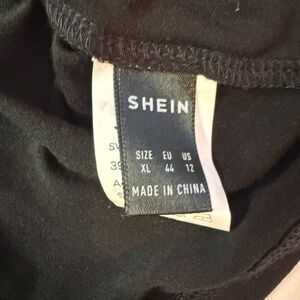 SHEIN
SIZE EU US
XL 44 12
MADE IN CHINA